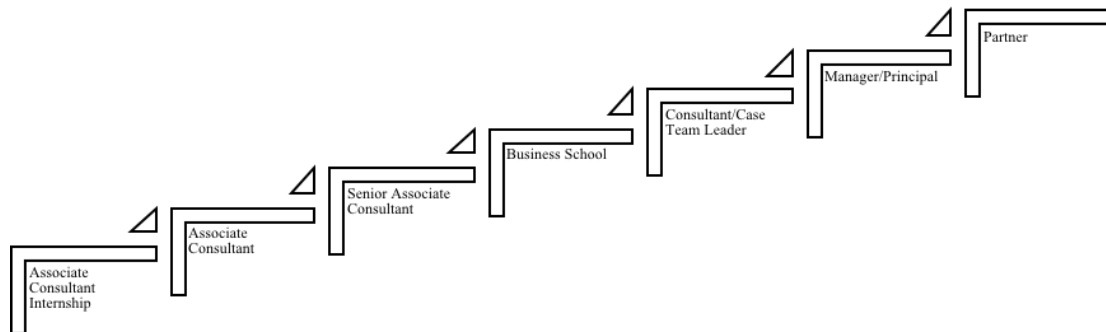 Associate
Consultant
Internship
Associate
Consultant
Senior Associate
Consultant
Business School
Consultant/Case
Team Leader
Manager/Principal
Partner